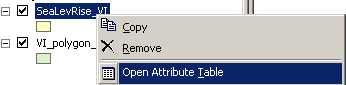 SeaLevRise_VI
Copy
Remove
VI_polygon_
Open Attribute Table